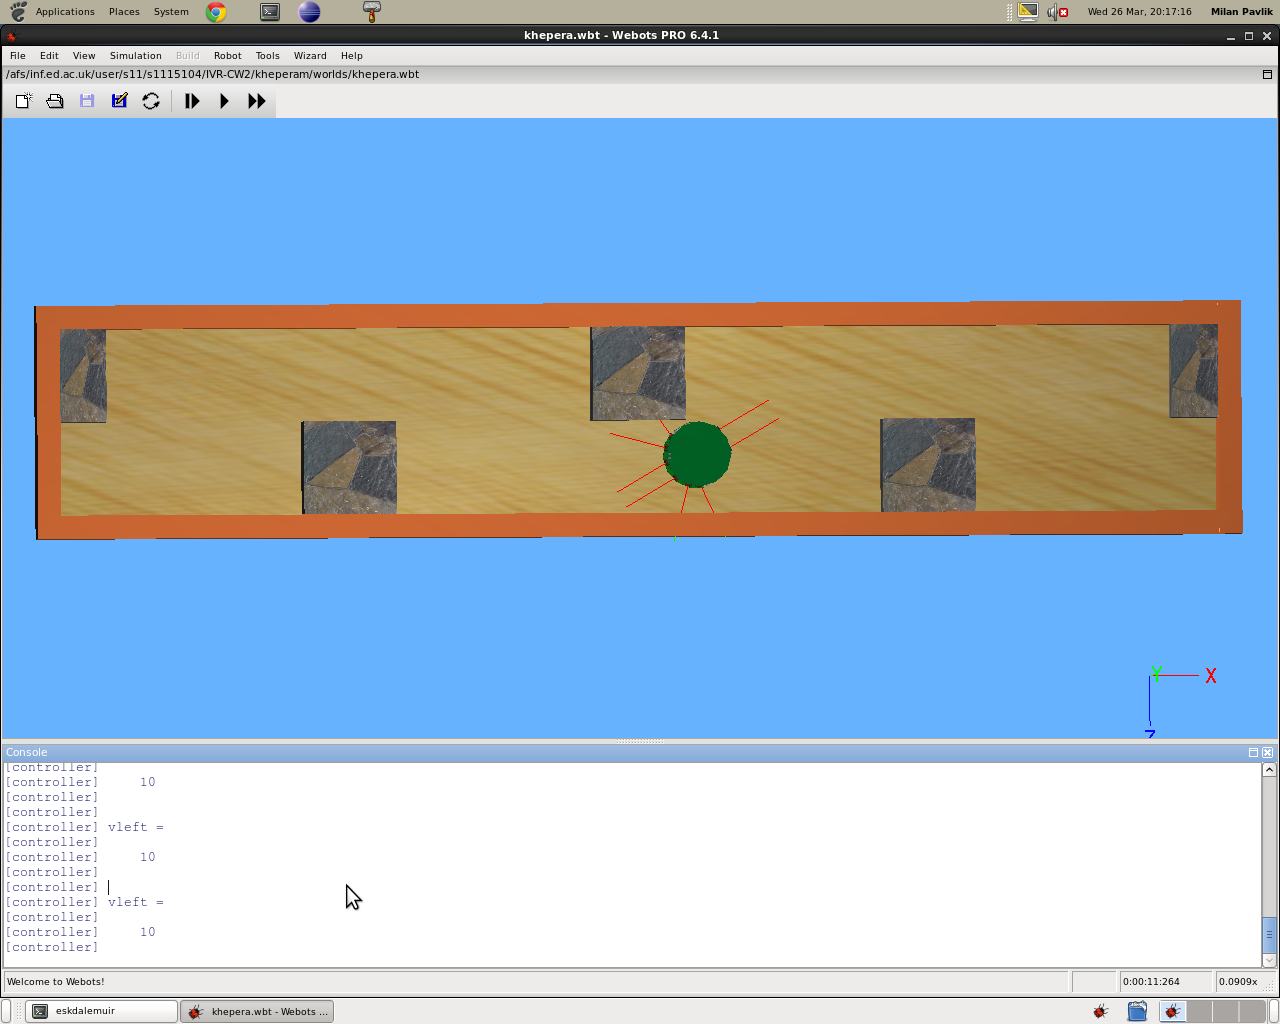 Applications Places System Wed 26 Mar, 20:17:16 Milan Pavlik
khepera.wbt - Webots PRO 6.4.1
File Edit View Simulation Build Robot Tools Wizard Help
/afs/inf.ed.ac.uk/user/s11/s1115104/IVR-CW2/kheperam/worlds/khepera.wbt
Y X
Z
Console
[controller]
[controller] 10
[controller]
[controller]
[controller] vleft =
[controller]
[controller] 10
[controller]
[controller]
[controller] vleft =
[controller]
[controller] 10
[controller]
Welcome to Webots! 0:00:11:264 0.0909x
eskdalemuir khepera.wbt - Webots ...